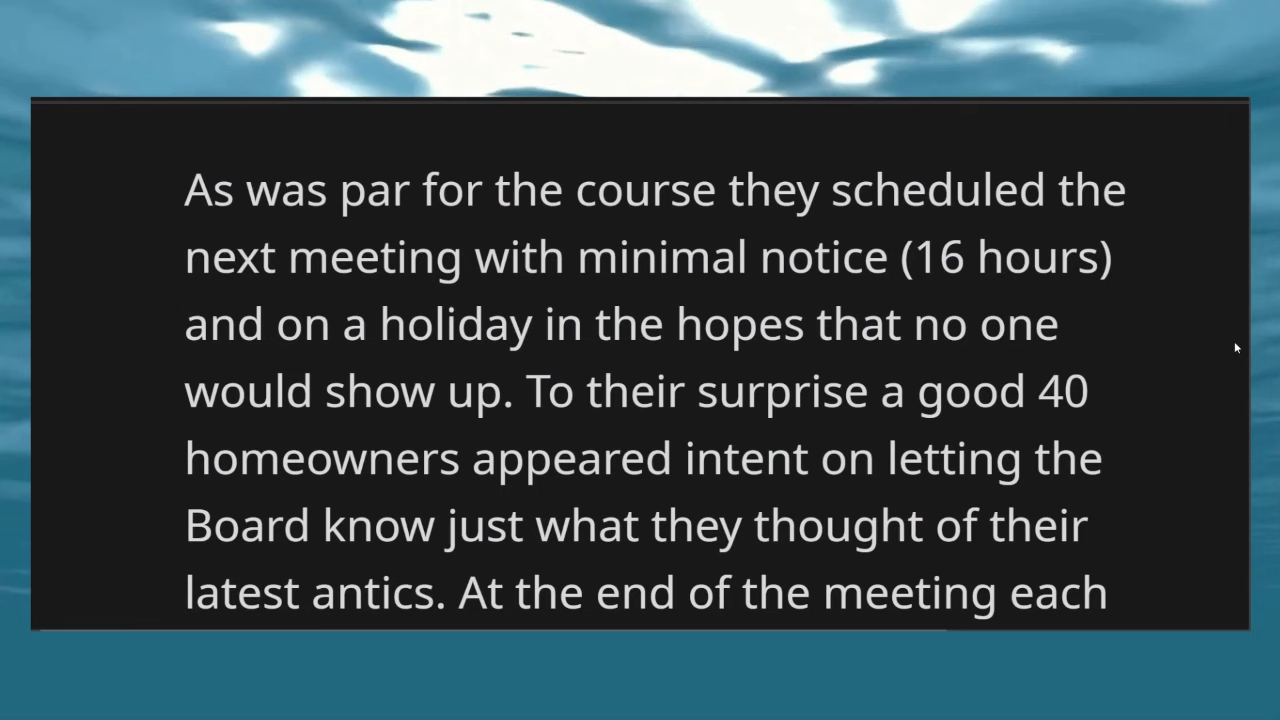 As was par for the course they scheduled the
next meeting with minimal notice (16 hours)
and on a holiday in the hopes that no one
would show up. To their surprise a good 40
homeowners appeared intent on letting the
Board know just what they thought of their
latest antics. At the end of the meeting each